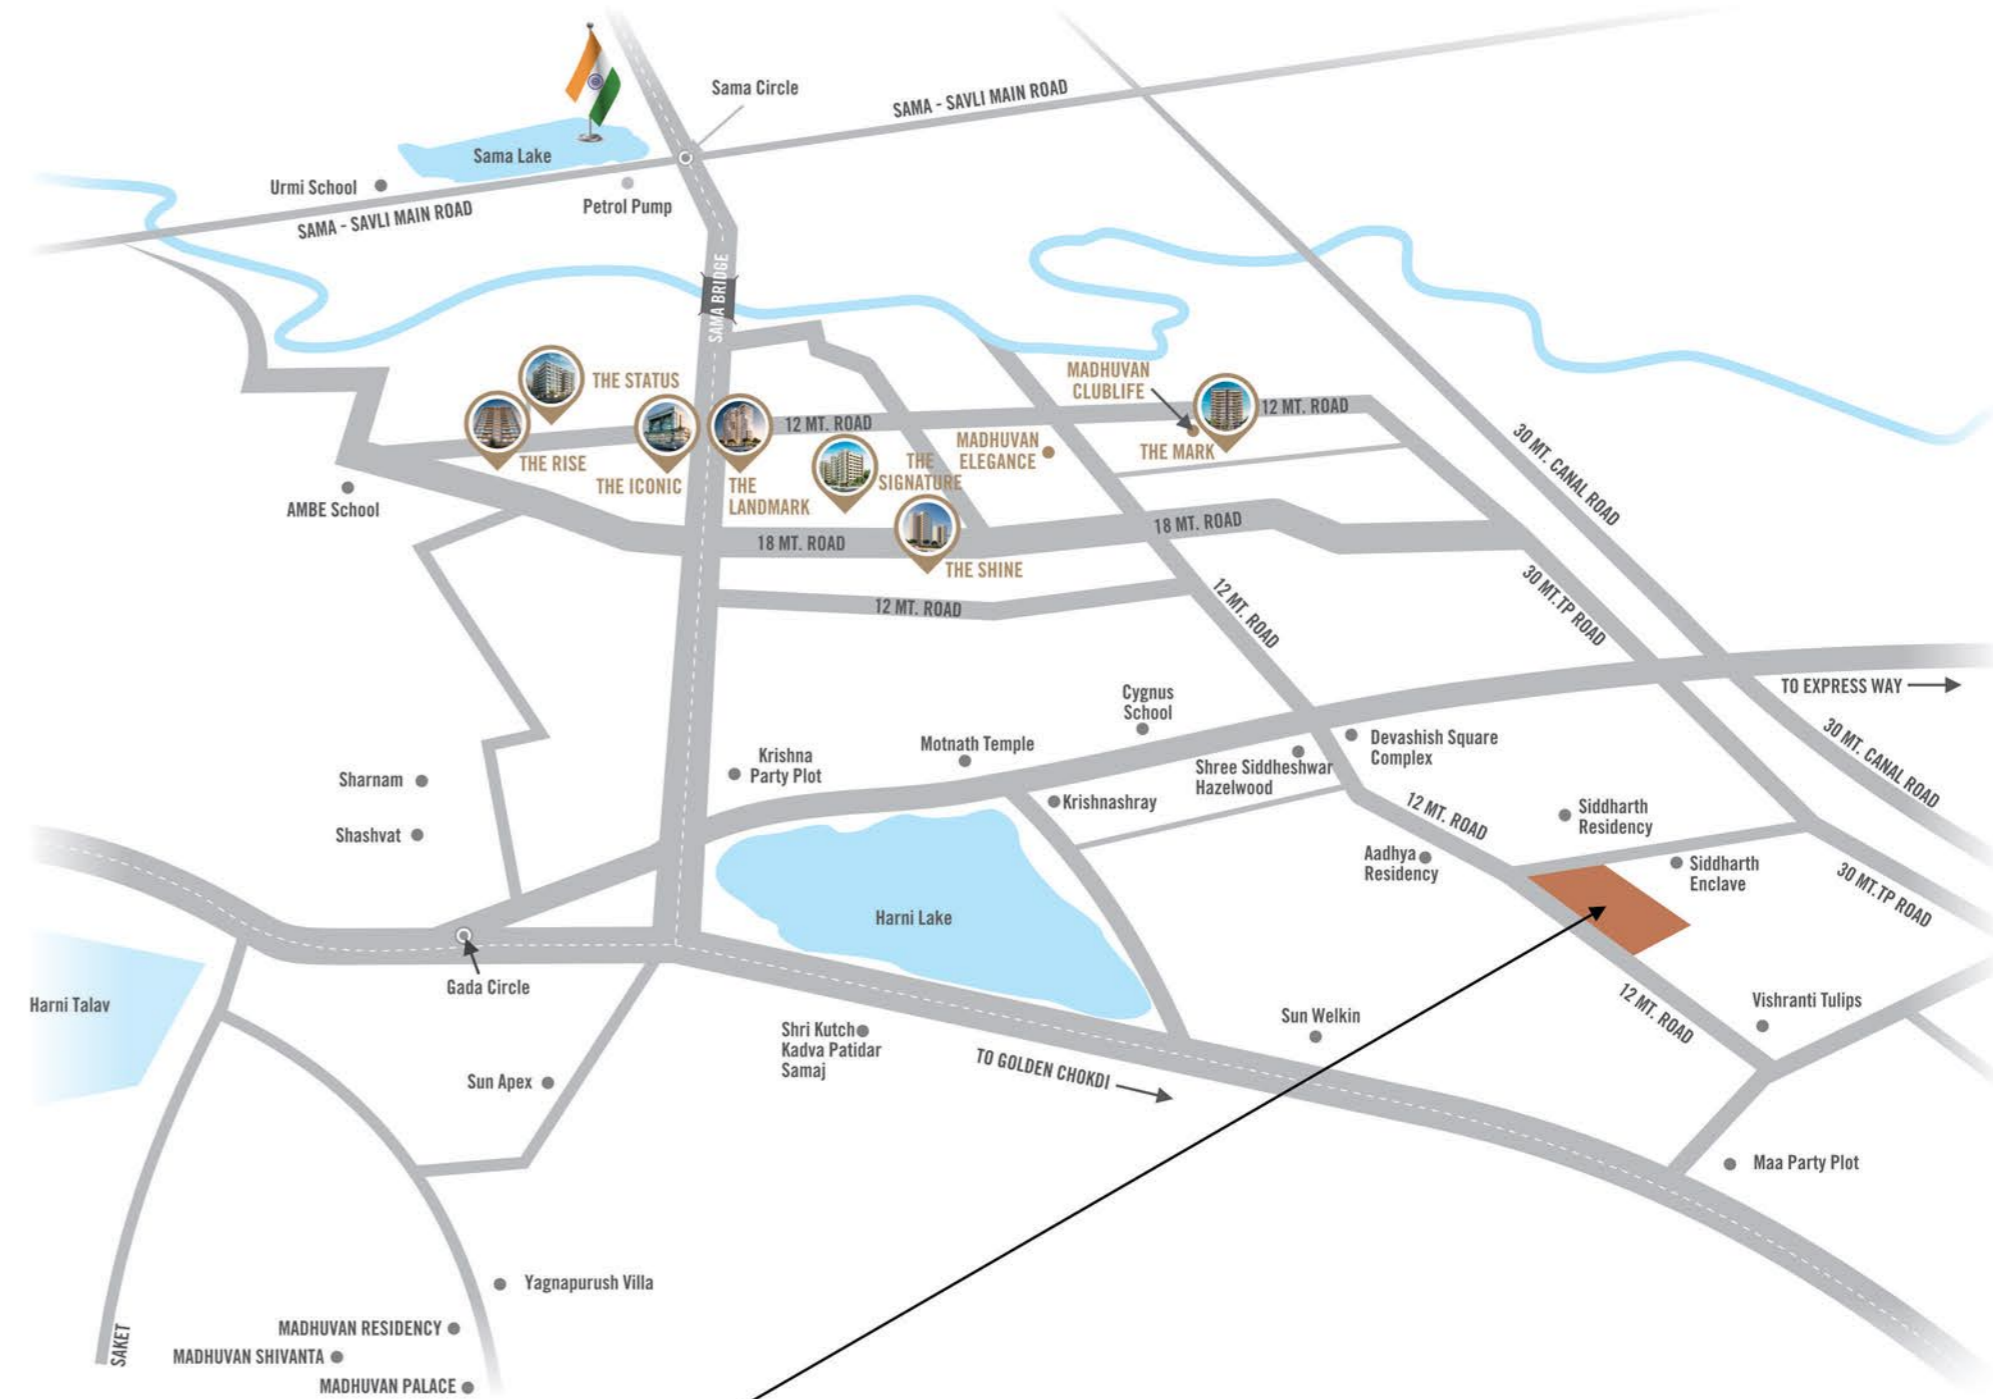 Sama Circle
SAMA - SAVLI MAIN ROAD
Sama Lake
Urmi School
Petrol Pump
SAMA - SAVLI MAIN ROAD
SAMA BRIDGE
THE STATUS
MADHUVAN
CLUBLIFE
12 MT. ROAD
12 MT. ROAD
THE RISE
THE ICONIC
THE
LANDMARK
THE
SIGNATURE
MADHUVAN
ELEGANCE
THE MARK
30 MT. CANAL ROAD
AMBE School
18 MT. ROAD
18 MT. ROAD
THE SHINE
12 MT. ROAD
12 MT. ROAD
30 MT.TP ROAD
TO EXPRESS WAY
Cygnus
School
Motnath Temple
Krishna
Party Plot
Devashish Square
Complex
Shree Siddheshwar
Hazelwood
30 MT. CANAL ROAD
Sharnam
Krishnashray
12 MT. ROAD
Siddharth
Residency
Shashvat
Aadhya
Residency
Siddharth
Enclave
30 MT.TP ROAD
Harni Lake
Gada Circle
Harni Talav
Vishranti Tulips
12 MT. ROAD
Sun Welkin
Shri Kutch
Kadva Patidar
Samaj
TO GOLDEN CHOKDI
Sun Apex
Maa Party Plot
Yagnapurush Villa
MADHUVAN RESIDENCY
SAKET
MADHUVAN SHIVANTA
MADHUVAN PALACE